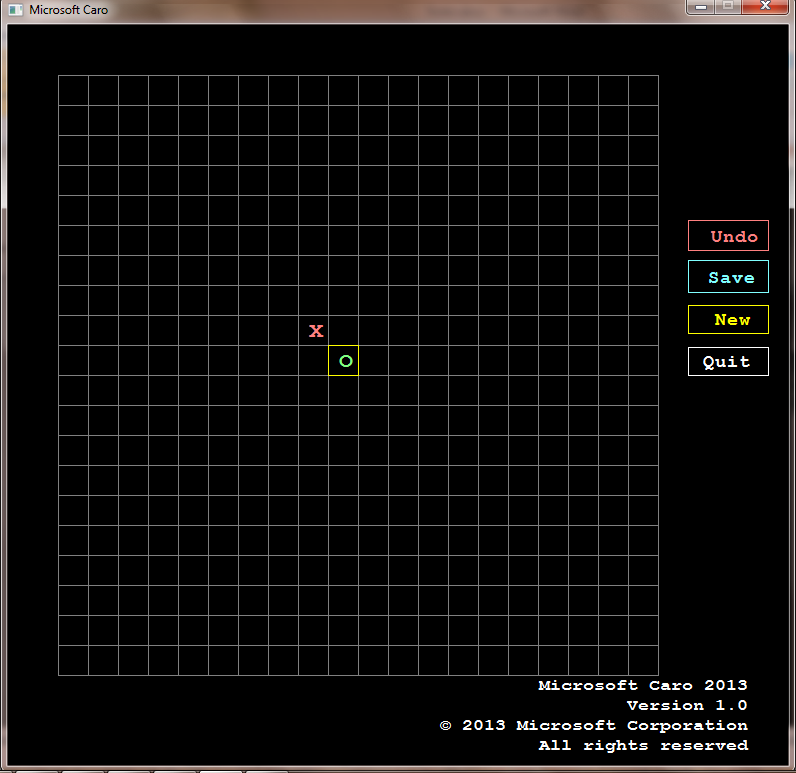 Microsoft Caro
Undo
Save
X
New
O
Quit
Microsoft Caro 2013
Version 1.0
© 2013 Microsoft Corporation
All rights reserved